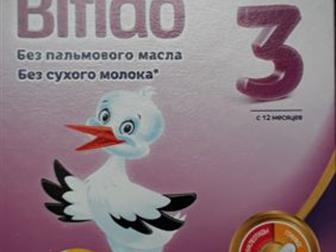 Bifido
Без пальмового масла
Без сухого молока*
3
с 12 месяцев